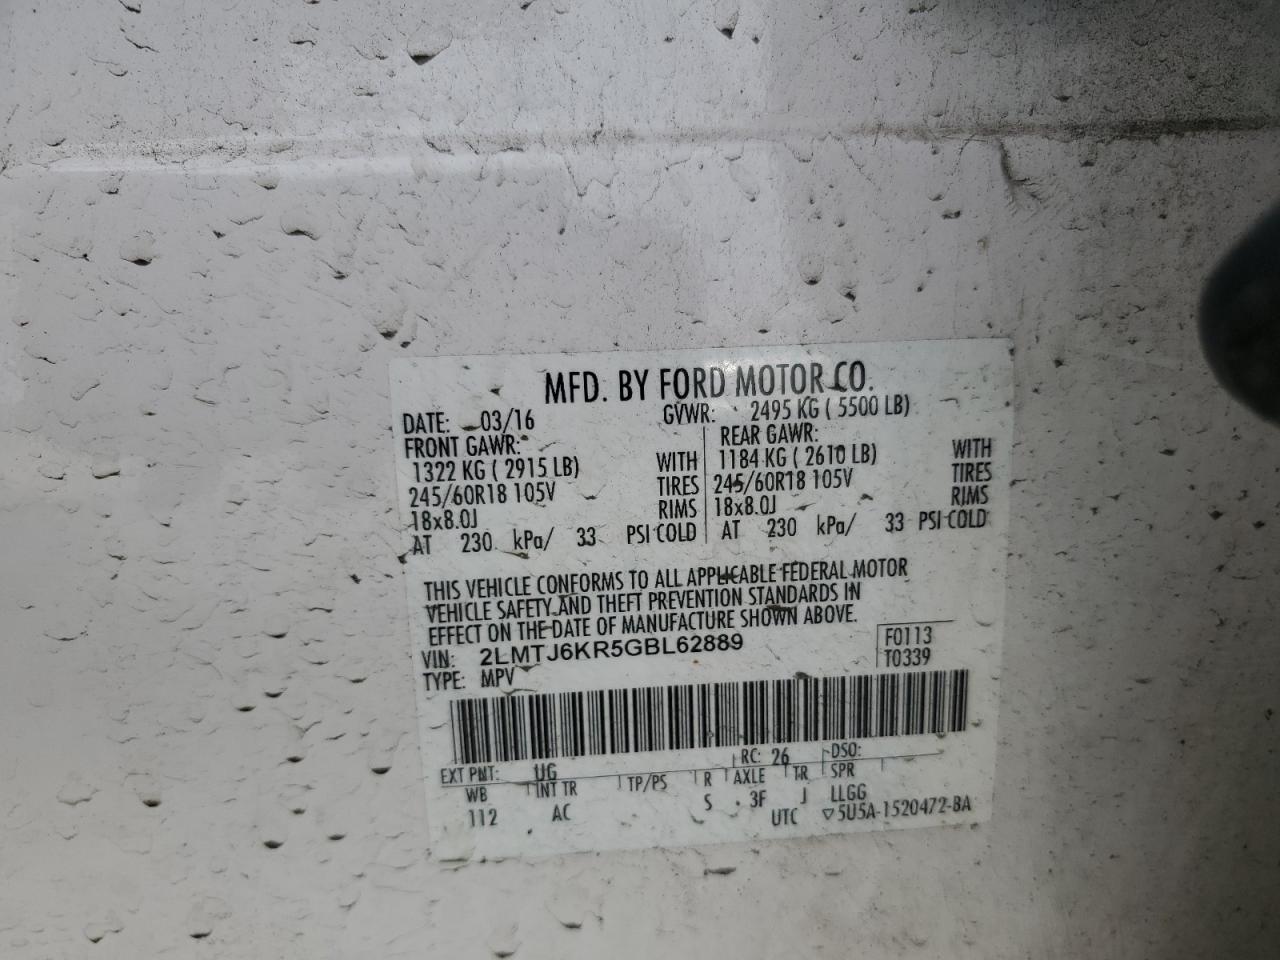 MFD. BY FORD MOTOR CO.
DATE: 03/16 GVWR: 2495 KG ( 5500 LB)
FRONT GAWR: REAR GAWR:
1322 KG ( 2915 LB) WITH 1184 KG ( 2610 LB) WITH
245/60R18 105V TIRES 245/60R18 105V TIRES
18x8.0J RIMS 18x8.0J RIMS
AT 230 kPa/ 33 PSI COLD AT 230 kPa/ 33 PSI COLD
THIS VEHICLE CONFORMS TO ALL APPLICABLE FEDERAL MOTOR
VEHICLE SAFETY AND THEFT PREVENTION STANDARDS IN
EFFECT ON THE DATE OF MANUFACTURE SHOWN ABOVE.
VIN: 2LMTJ6KR5GBL62889 F0113
TYPE: MPV T0339
EXT PNT: UG RC: 26 DSO:
WB INT TR TP/PS R AXLE TR SPR
112 AC S 3F J LLGG
UTC ▽5U5A-1520472-BA